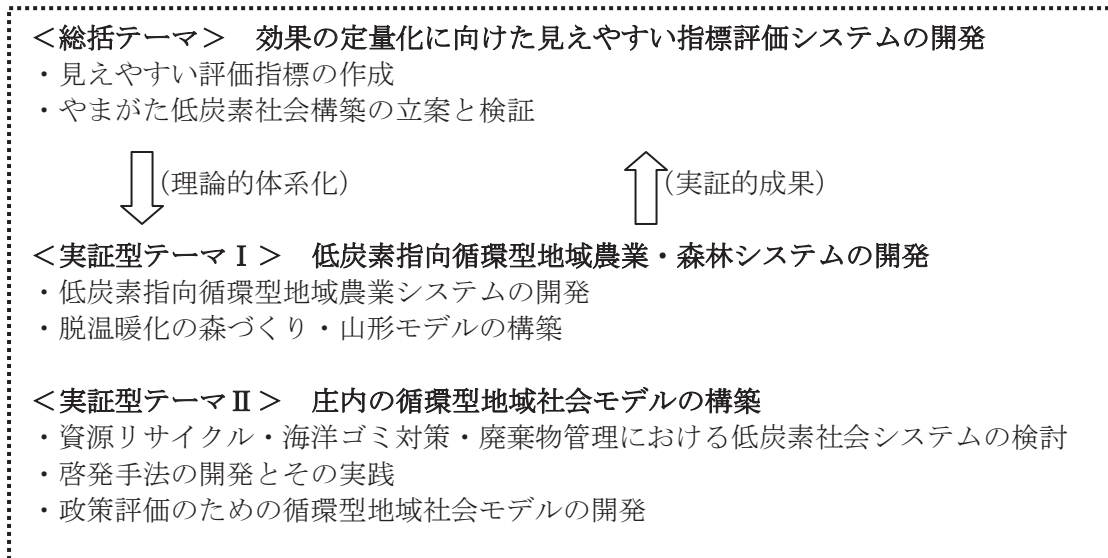 ＜総括テーマ＞　効果の定量化に向けた見えやすい指標評価システムの開発
・見えやすい評価指標の作成
・やまがた低炭素社会構築の立案と検証
(理論的体系化)　(実証的成果)
＜実証型テーマⅠ＞　低炭素指向循環型地域農業・森林システムの開発
・低炭素指向循環型地域農業システムの開発
・脱温暖化の森づくり・山形モデルの構築
＜実証型テーマⅡ＞　庄内の循環型地域社会モデルの構築
・資源リサイクル・海洋ゴミ対策・廃棄物管理における低炭素社会システムの検討
・啓発手法の開発とその実践
・政策評価のための循環型地域社会モデルの開発